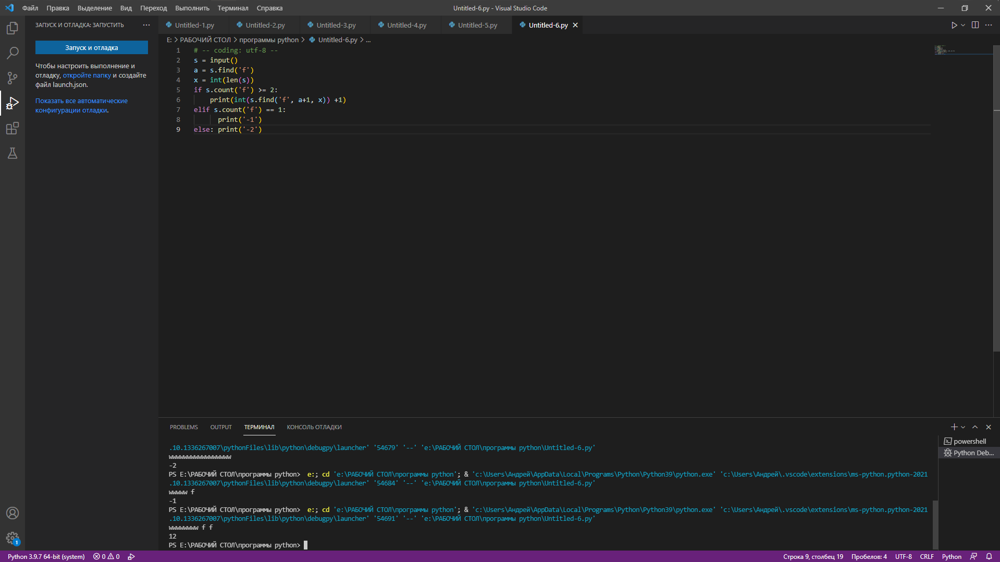 Файл Правка Выделение Вид Переход Выполнить Терминал Справка
Untitled-6.py - Visual Studio Code
ЗАПУСК И ОТЛАДКА: ЗАПУСТИТЬ
Запуск и отладка
Чтобы настроить выполнение и
отладку, откройте папку и создайте
файл launch.json.
Показать все автоматические
конфигурации отладки.
Untitled-1.py Untitled-2.py Untitled-3.py Untitled-4.py Untitled-5.py Untitled-6.py
E: > РАБОЧИЙ СТОЛ > программы python > Untitled-6.py > ...
1 # -- coding: utf-8 --
2 s = input()
3 a = s.find('f')
4 x = int(len(s))
5 if s.count('f') >= 2:
6 print(int(s.find('f', a+1, x)) +1)
7 elif s.count('f') == 1:
8 print('-1')
9 else: print('-2')
PROBLEMS OUTPUT ТЕРМИНАЛ КОНСОЛЬ ОТЛАДКИ
.10.1336267007\pythonFiles\lib\python\debugpy\launcher' '54679' '--' 'e:\РАБОЧИЙ СТОЛ\программы python\Untitled-6.py'
wwwwwwwwwwwwwwwww
-2
PS E:\РАБОЧИЙ СТОЛ\программы python> e:; cd 'e:\РАБОЧИЙ СТОЛ\программы python'; & 'c:\Users\Андрей\AppData\Local\Programs\Python\Python39\python.exe' 'c:\Users\Андрей\.vscode\extensions\ms-python.python-2021
.10.1336267007\pythonFiles\lib\python\debugpy\launcher' '54684' '--' 'e:\РАБОЧИЙ СТОЛ\программы python\Untitled-6.py'
wwwww f
-1
PS E:\РАБОЧИЙ СТОЛ\программы python> e:; cd 'e:\РАБОЧИЙ СТОЛ\программы python'; & 'c:\Users\Андрей\AppData\Local\Programs\Python\Python39\python.exe' 'c:\Users\Андрей\.vscode\extensions\ms-python.python-2021
.10.1336267007\pythonFiles\lib\python\debugpy\launcher' '54691' '--' 'e:\РАБОЧИЙ СТОЛ\программы python\Untitled-6.py'
wwwwwwww f f
12
PS E:\РАБОЧИЙ СТОЛ\программы python>
powershell
Python Deb...
1
Python 3.9.7 64-bit (system) 0 0
Строка 9, столбец 19 Пробелов: 4 UTF-8 CRLF Python